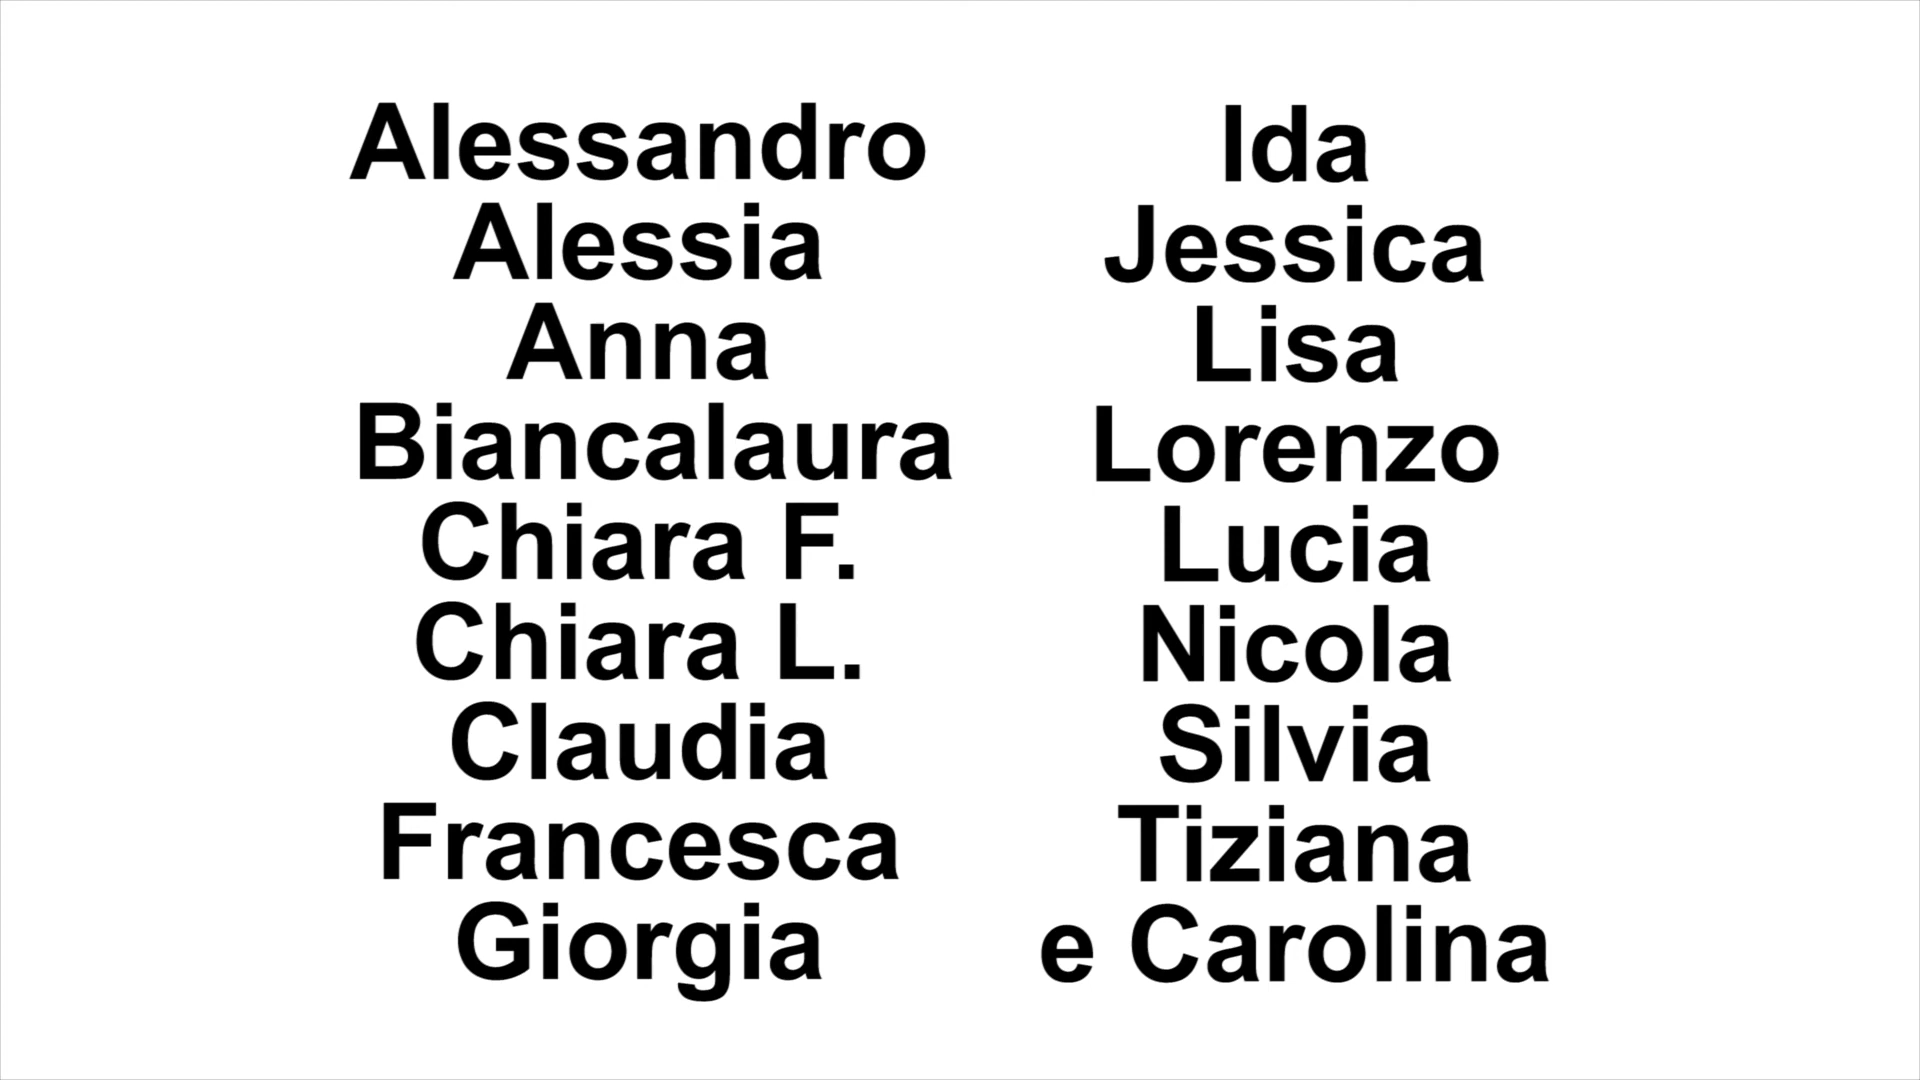 Alessandro
Alessia
Anna
Biancalaura
Chiara F.
Chiara L.
Claudia
Francesca
Giorgia
Ida
Jessica
Lisa
Lorenzo
Lucia
Nicola
Silvia
Tiziana
e Carolina